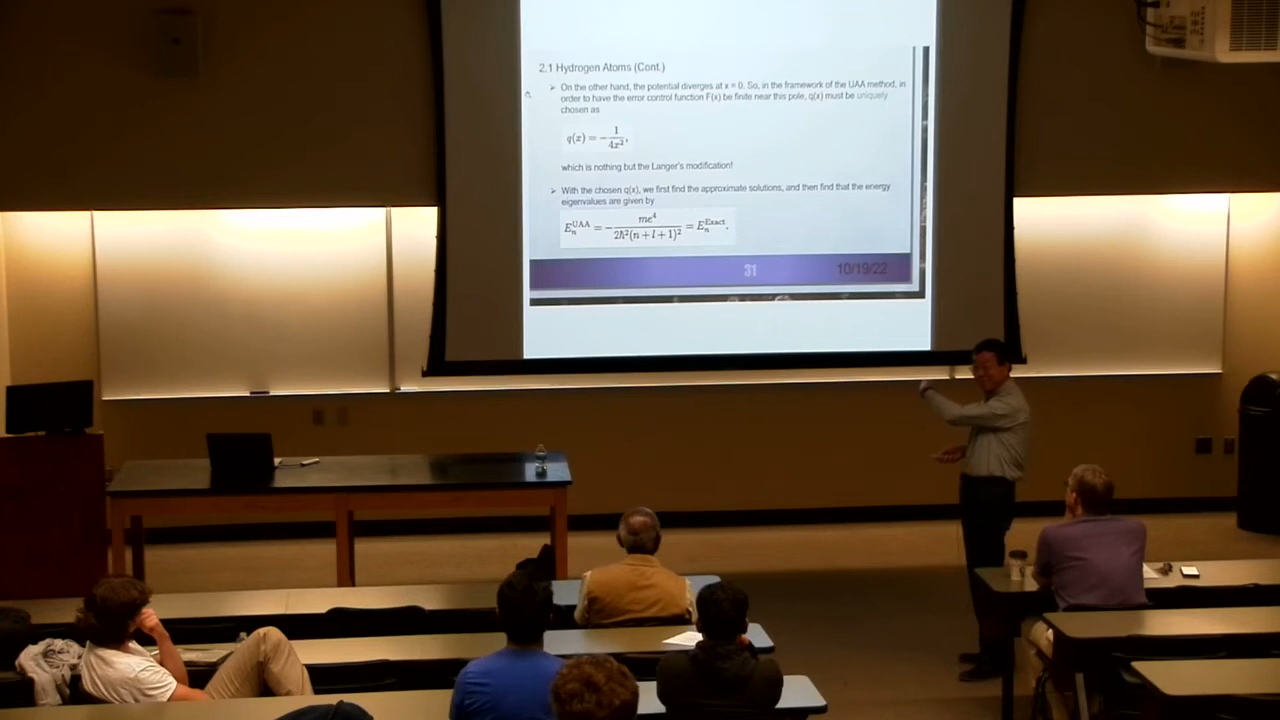 2.1 Hydrogen Atoms (Cont.)
➢ On the other hand, the potential diverges at x = 0. So, in the framework of the UAA method, in
order to have the error control function F(x) be finite near this pole, q(x) must be uniquely
chosen as
q(x) = − 1/4x²,
which is nothing but the Langer's modification!
➢ With the chosen q(x), we first find the approximate solutions, and then find that the energy
eigenvalues are given by
Eₙ^UAA = − me⁴/2ħ²(n + l + 1)² = Eₙ^Exact.
31 10/19/22